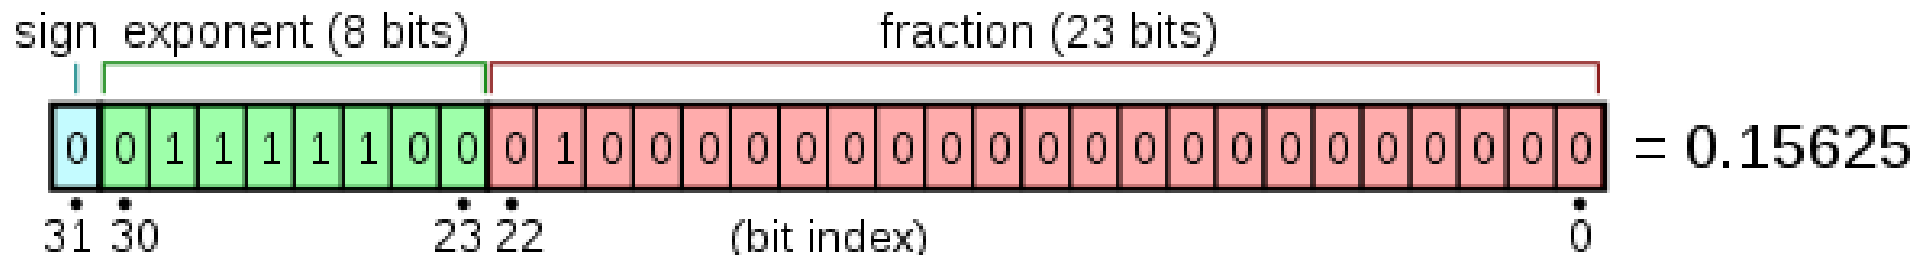 sign exponent (8 bits) fraction (23 bits)
0 0 1 1 1 1 1 0 0 0 1 0 0 0 0 0 0 0 0 0 0 0 0 0 0 0 0 0 0 0 0 0 = 0.15625
31 30 23 22 (bit index) 0